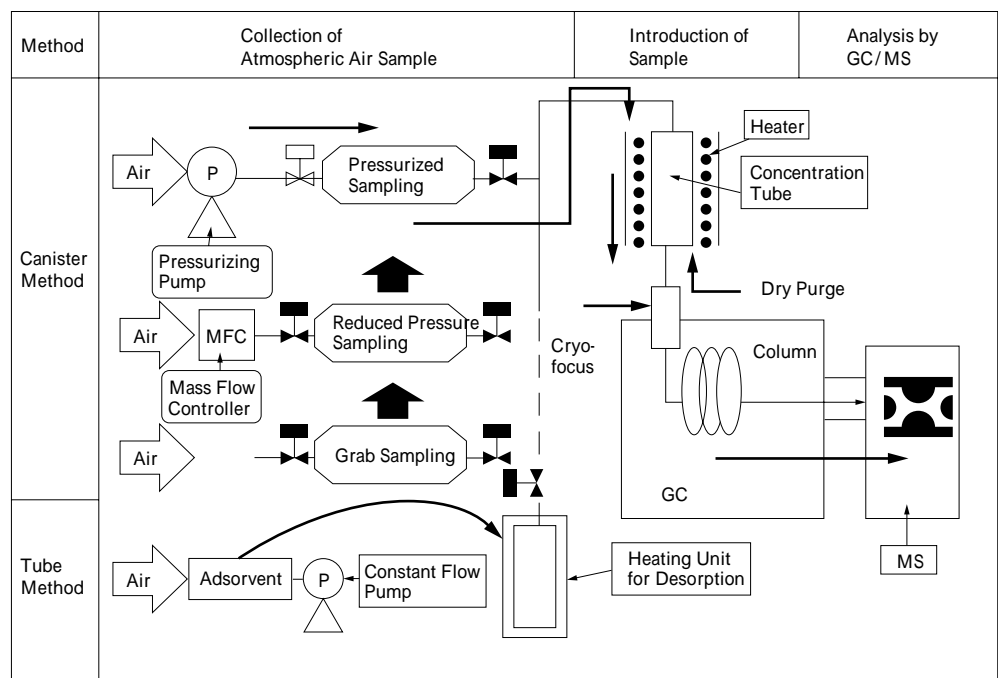 Method
Collection of
Atmospheric Air Sample
Introduction of
Sample
Analysis by
GC/MS
Canister
Method
Air
P
Pressurized
Sampling
Pressurizing
Pump
Heater
Concentration
Tube
Dry Purge
Air
MFC
Reduced Pressure
Sampling
Mass Flow
Controller
Cryo-
focus
Column
Air
Grab Sampling
GC
MS
Tube
Method
Air
Adsorvent
P
Constant Flow
Pump
Heating Unit
for Desorption